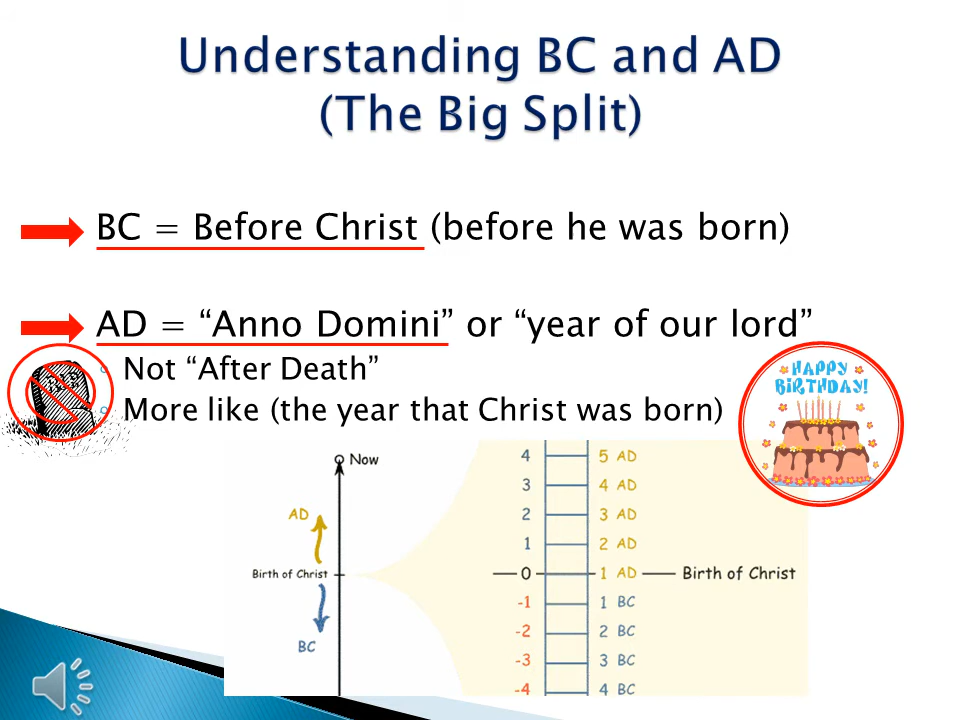 Understanding BC and AD
(The Big Split)
BC = Before Christ (before he was born)
AD = “Anno Domini” or “year of our lord”
Not “After Death”
More like (the year that Christ was born)
HAPPY
BIRTHDAY!
Now
AD
Birth of Christ
BC
4 5 AD
3 4 AD
2 3 AD
1 2 AD
0 1 AD Birth of Christ
-1 1 BC
-2 2 BC
-3 3 BC
-4 4 BC